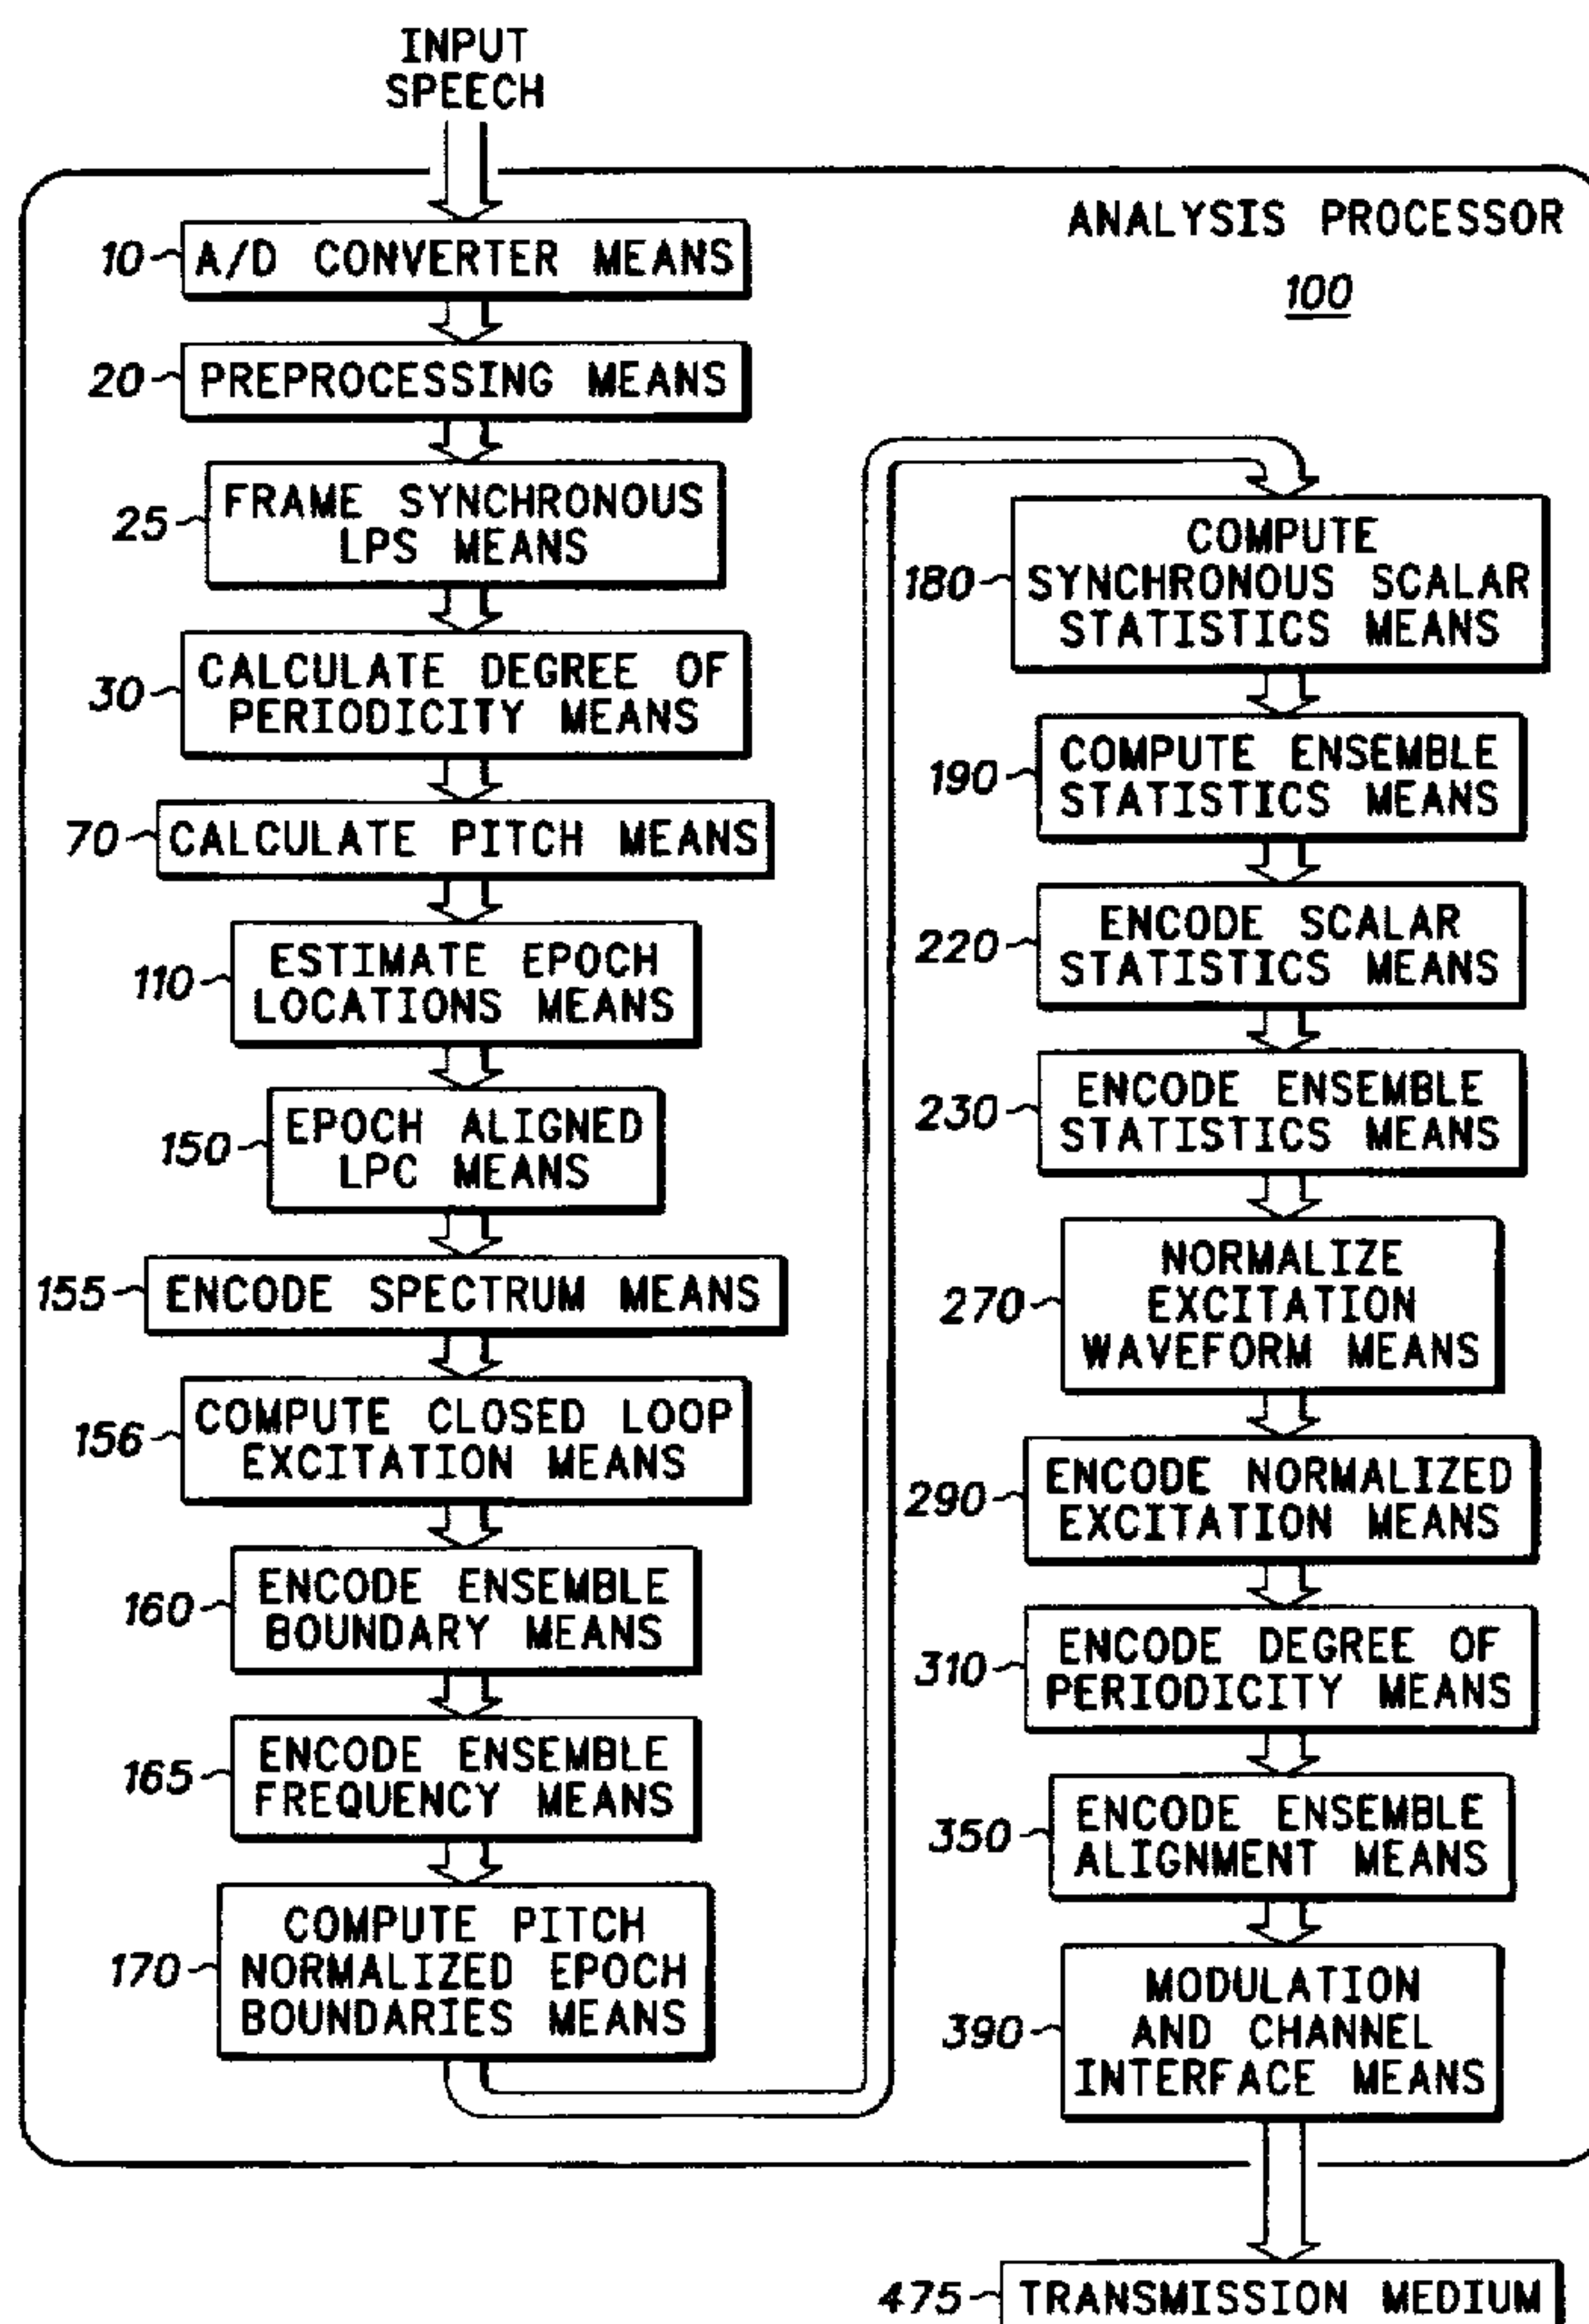 INPUT
SPEECH
ANALYSIS PROCESSOR
100
10
A/D CONVERTER MEANS
20
PREPROCESSING MEANS
25
FRAME SYNCHRONOUS
LPS MEANS
30
CALCULATE DEGREE OF
PERIODICITY MEANS
70
CALCULATE PITCH MEANS
110
ESTIMATE EPOCH
LOCATIONS MEANS
150
EPOCH ALIGNED
LPC MEANS
155
ENCODE SPECTRUM MEANS
156
COMPUTE CLOSED LOOP
EXCITATION MEANS
160
ENCODE ENSEMBLE
BOUNDARY MEANS
165
ENCODE ENSEMBLE
FREQUENCY MEANS
170
COMPUTE PITCH
NORMALIZED EPOCH
BOUNDARIES MEANS
180
COMPUTE
SYNCHRONOUS SCALAR
STATISTICS MEANS
190
COMPUTE ENSEMBLE
STATISTICS MEANS
220
ENCODE SCALAR
STATISTICS MEANS
230
ENCODE ENSEMBLE
STATISTICS MEANS
270
NORMALIZE
EXCITATION
WAVEFORM MEANS
290
ENCODE NORMALIZED
EXCITATION MEANS
310
ENCODE DEGREE OF
PERIODICITY MEANS
350
ENCODE ENSEMBLE
ALIGNMENT MEANS
390
MODULATION
AND CHANNEL
INTERFACE MEANS
475
TRANSMISSION MEDIUM